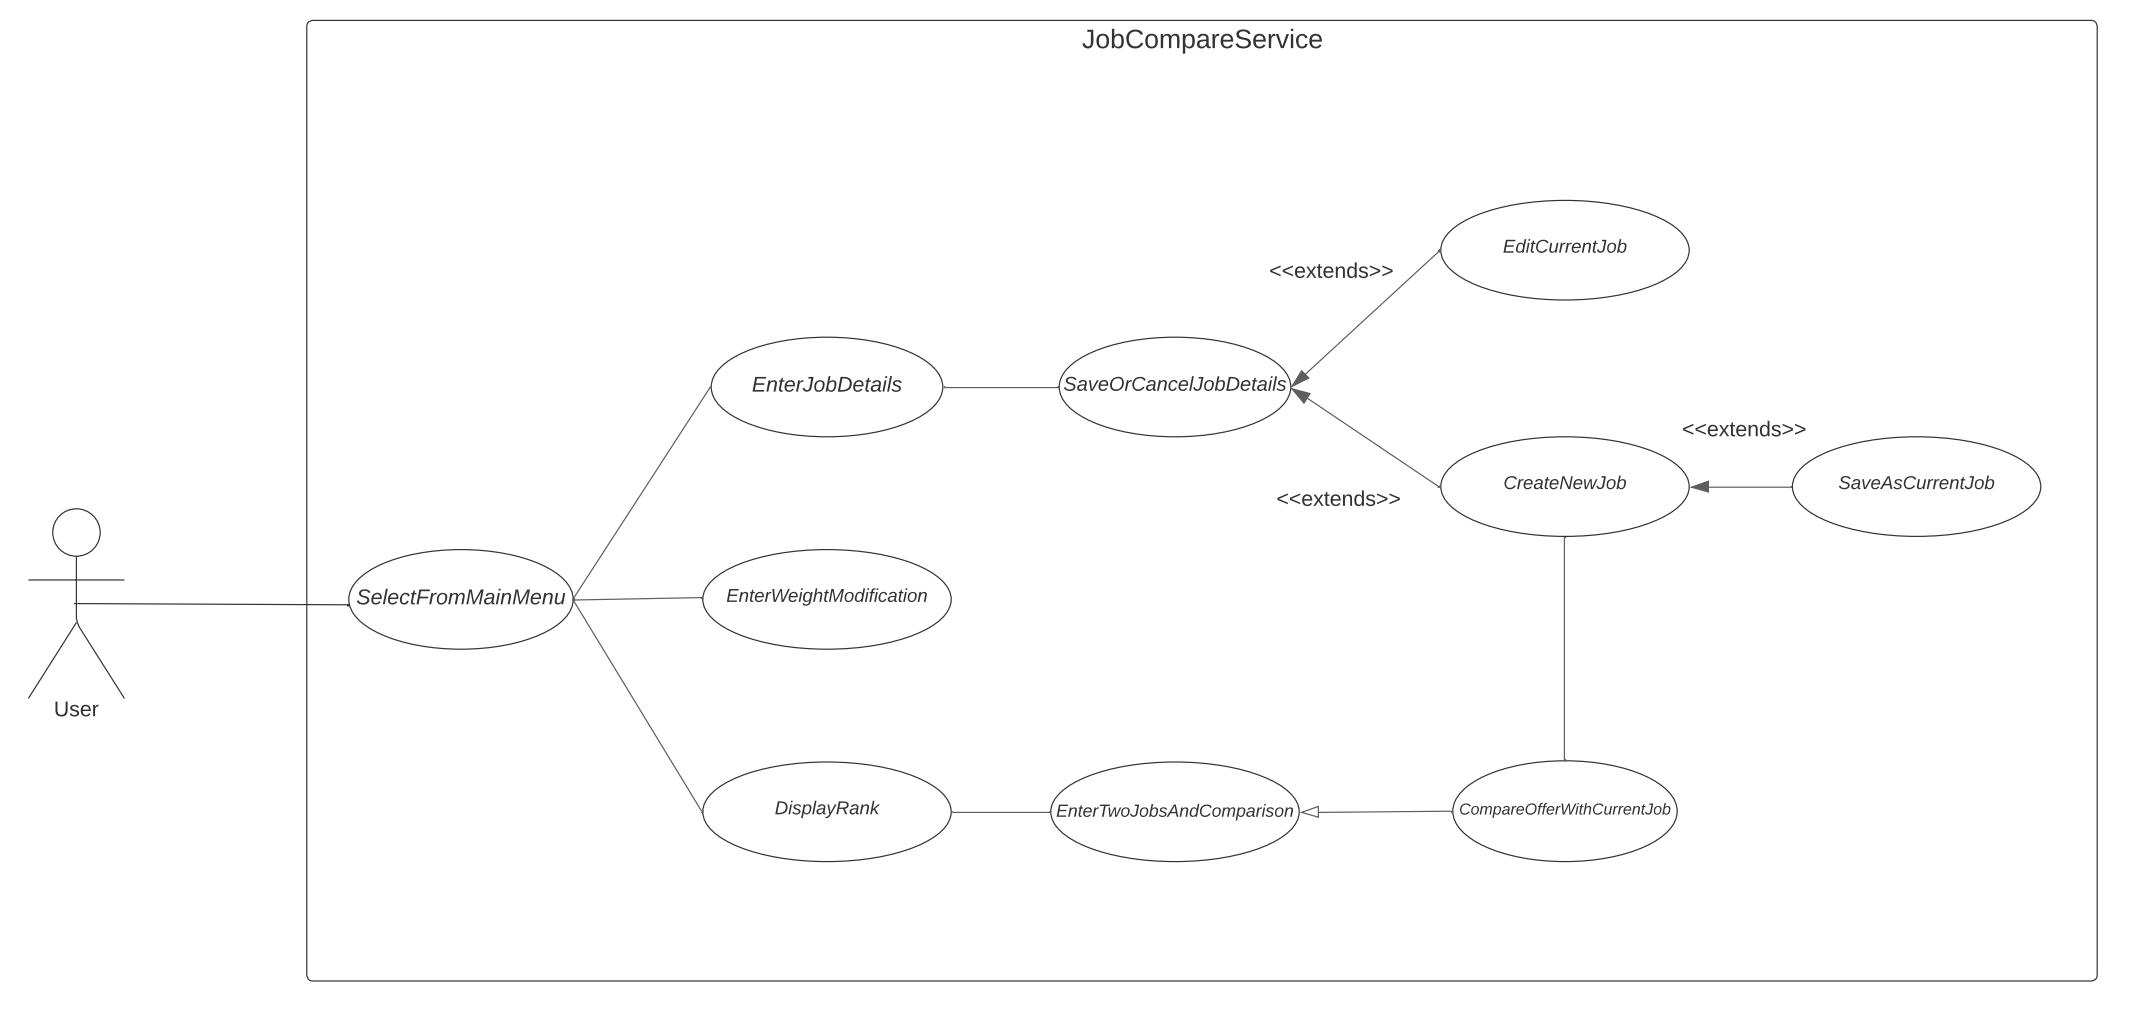 JobCompareService
EditCurrentJob
<<extends>>
EnterJobDetails
SaveOrCancelJobDetails
<<extends>>
CreateNewJob
SaveAsCurrentJob
<<extends>>
SelectFromMainMenu
EnterWeightModification
User
DisplayRank
EnterTwoJobsAndComparison
CompareOfferWithCurrentJob